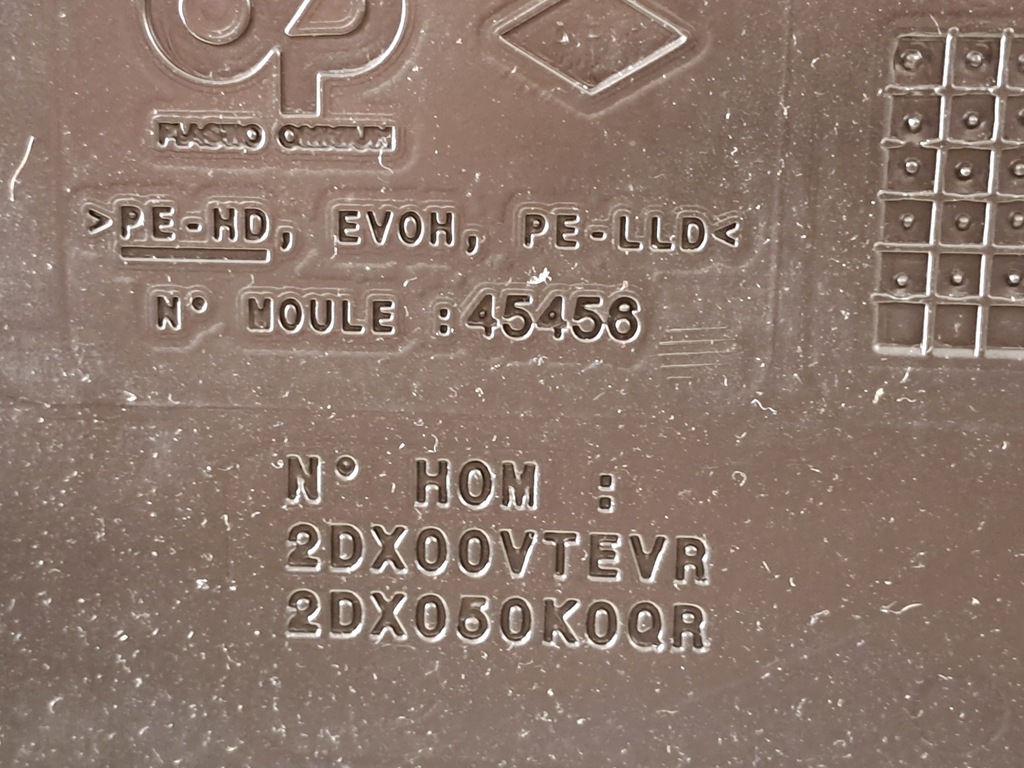 PLASTIC OMNIUM
>PE-HD, EVOH, PE-LLD<
N° MOULE :45456
N° HOM :
2DX00VTEVR
2DX050K0QR